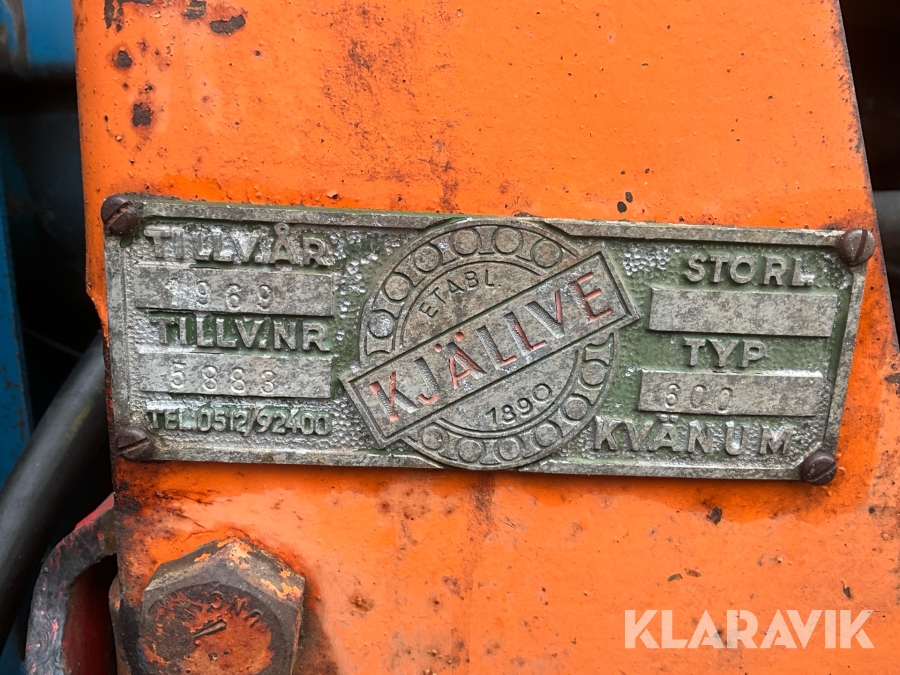 TILLV.ÅR
1969
TILLV.NR
5883
TEL.0512/92400
ETABL.
KJÄLLVE
1890
STORL.
TYP
600
KVÄNUM
KLARAVIK